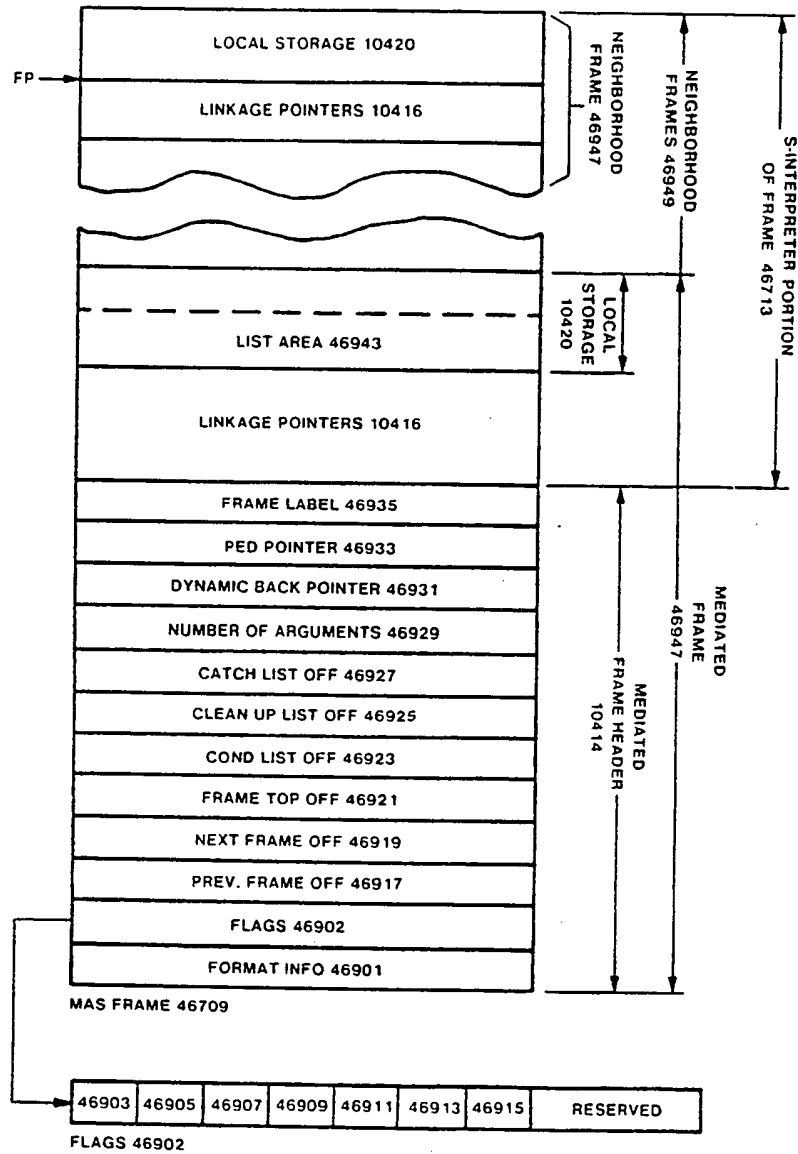 LOCAL STORAGE 10420
FP
LINKAGE POINTERS 10416
NEIGHBORHOOD
FRAME 46947
NEIGHBORHOOD
FRAMES 46949
S-INTERPRETER PORTION
OF FRAME 46713
LOCAL
STORAGE
10420
LIST AREA 46943
LINKAGE POINTERS 10416
FRAME LABEL 46935
PED POINTER 46933
DYNAMIC BACK POINTER 46931
NUMBER OF ARGUMENTS 46929
CATCH LIST OFF 46927
CLEAN UP LIST OFF 46925
COND LIST OFF 46923
FRAME TOP OFF 46921
NEXT FRAME OFF 46919
PREV. FRAME OFF 46917
FLAGS 46902
FORMAT INFO 46901
MEDIATED
FRAME
46947
MEDIATED
FRAME HEADER
10414
MAS FRAME 46709
46903 46905 46907 46909 46911 46913 46915 RESERVED
FLAGS 46902